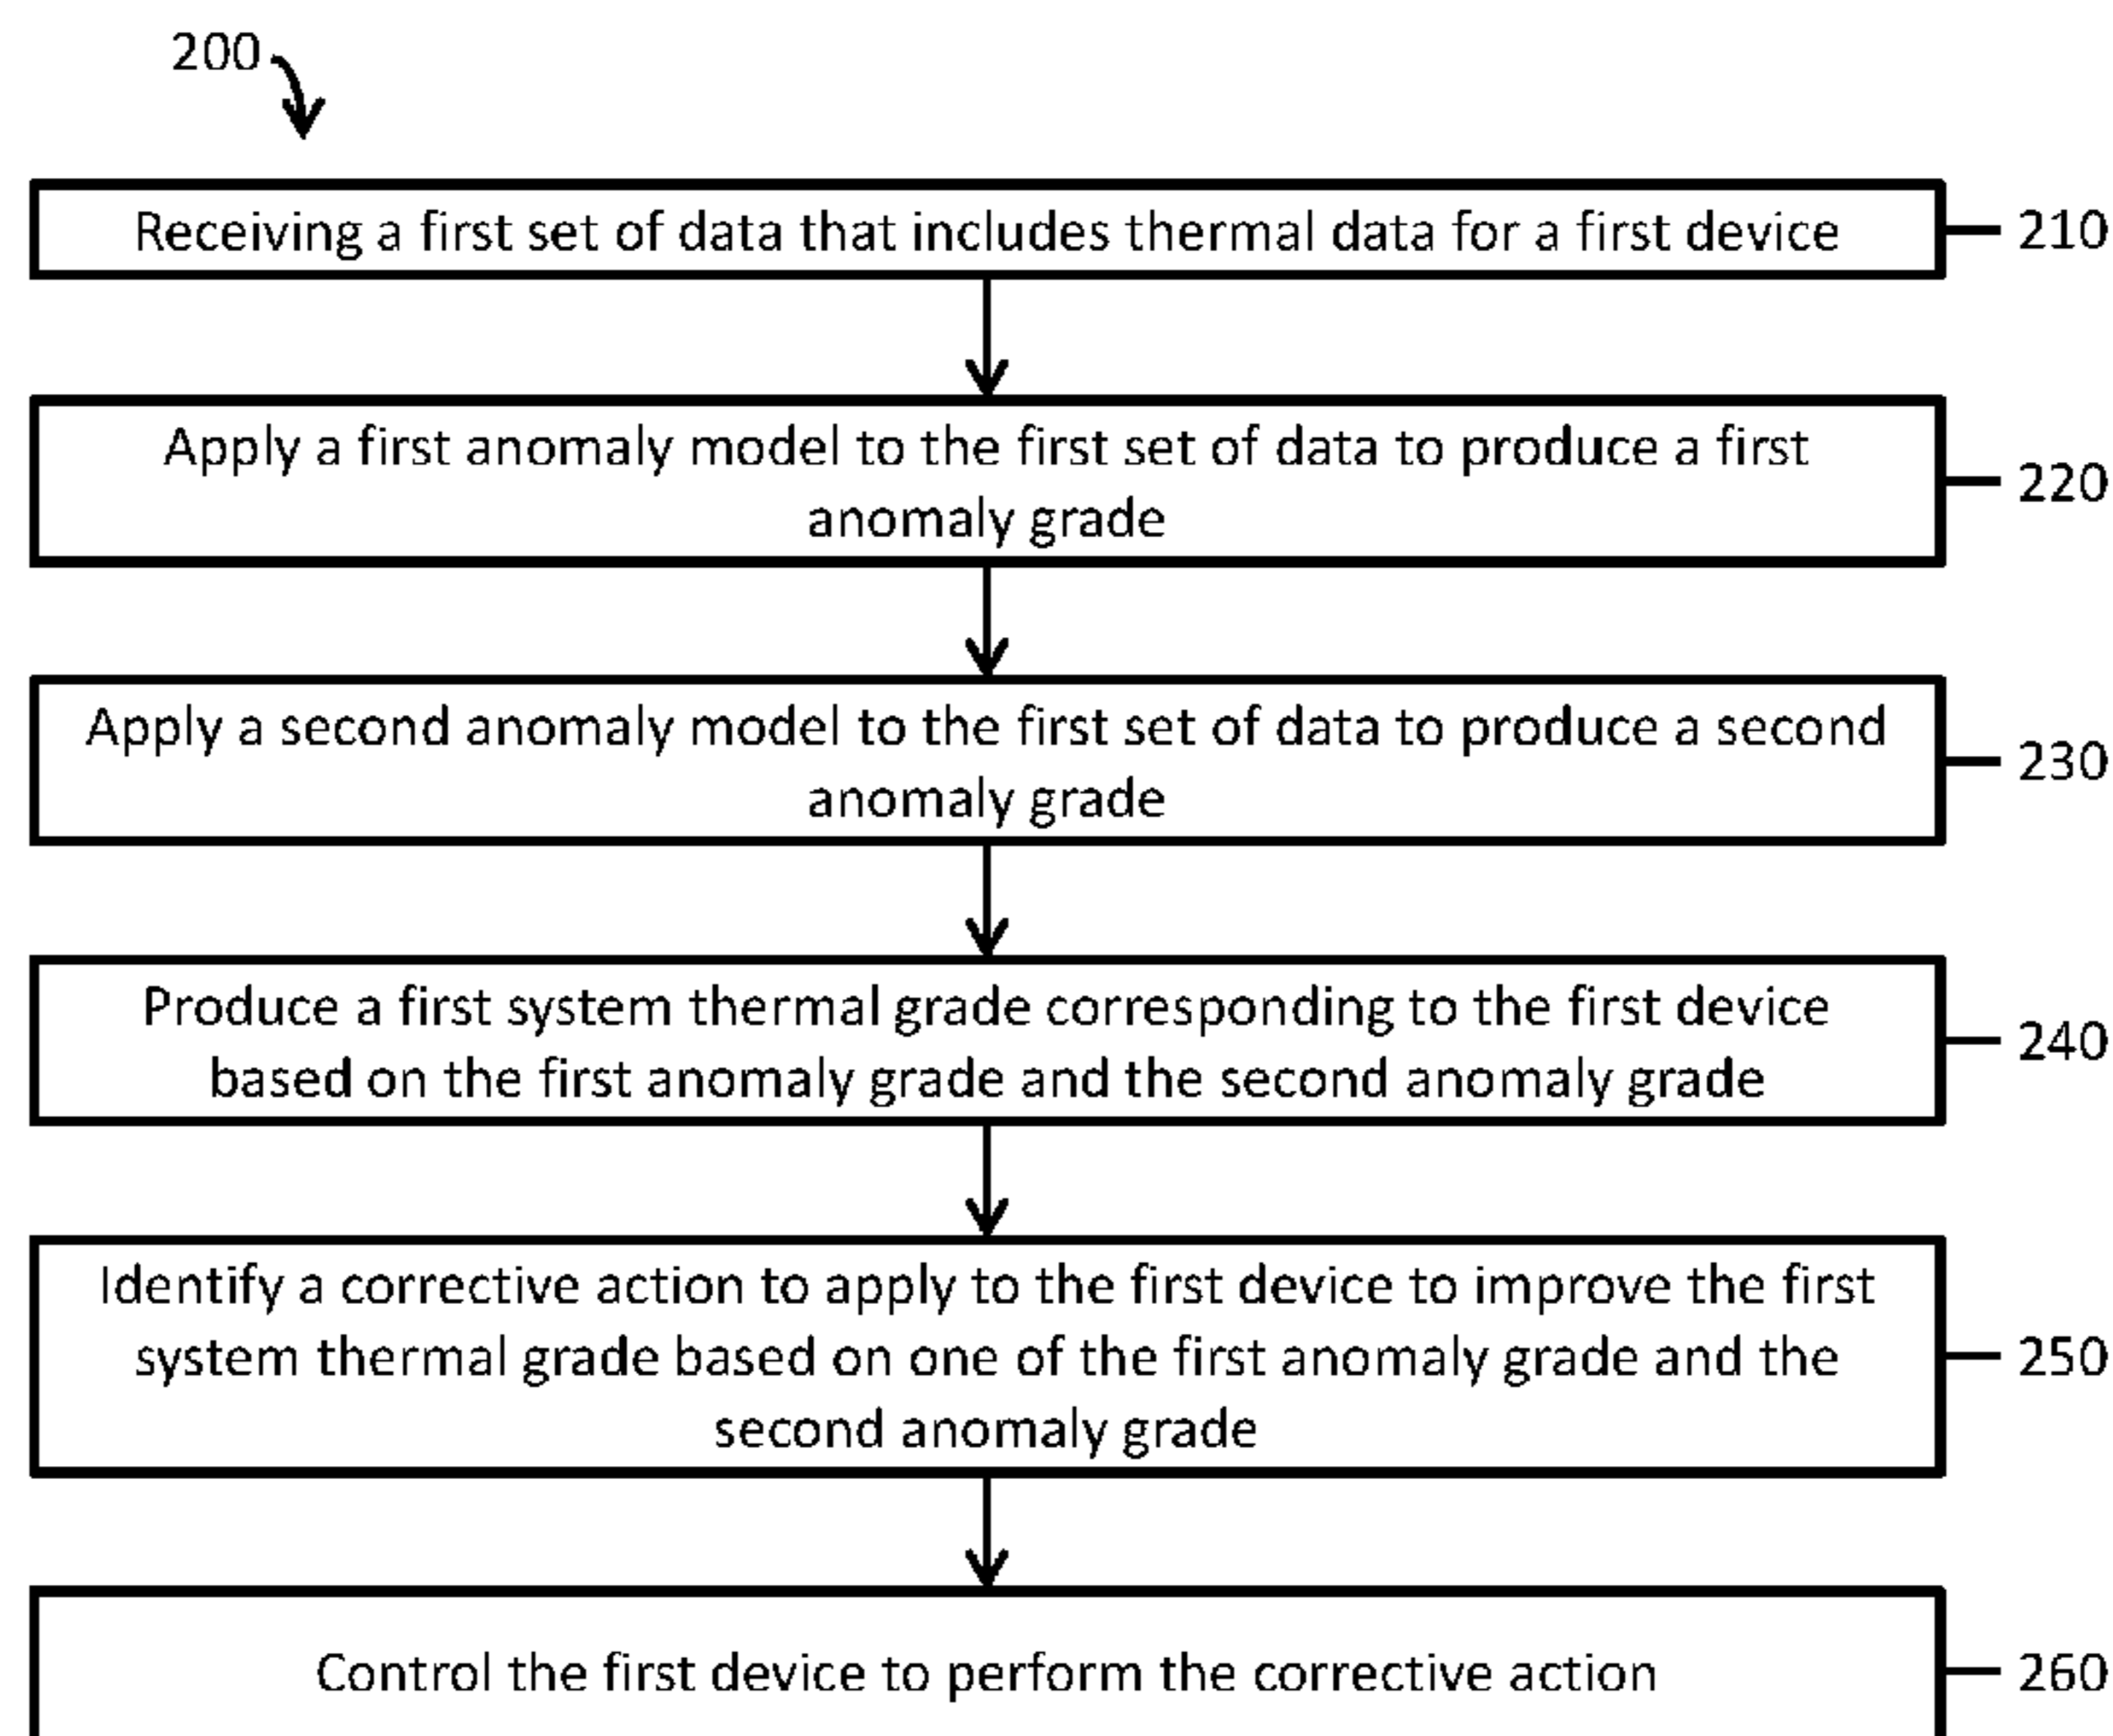 200
Receiving a first set of data that includes thermal data for a first device
210
Apply a first anomaly model to the first set of data to produce a first
anomaly grade
220
Apply a second anomaly model to the first set of data to produce a second
anomaly grade
230
Produce a first system thermal grade corresponding to the first device
based on the first anomaly grade and the second anomaly grade
240
Identify a corrective action to apply to the first device to improve the first
system thermal grade based on one of the first anomaly grade and the
second anomaly grade
250
Control the first device to perform the corrective action
260